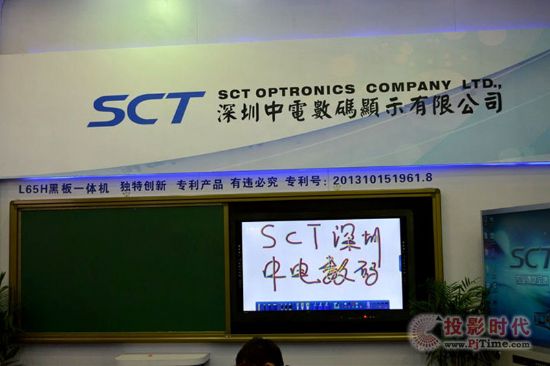 SCT
SCT OPTRONICS COMPANY LTD.,
深圳中電數碼顯示有限公司
L65H黑板一体机 独特创新 专利产品 有违必究 专利号：201310151961.8
SCT深圳
中电数码
SCT
投影时代
www.PjTime.com